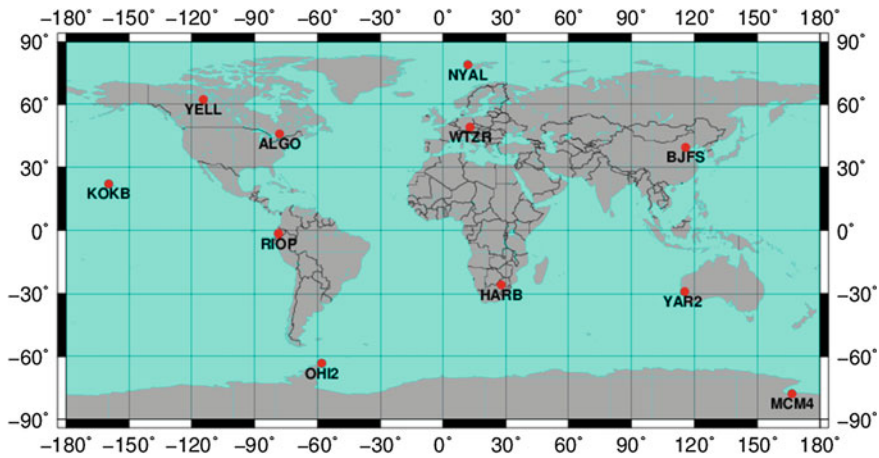 −180° −150° −120° −90° −60° −30° 0° 30° 60° 90° 120° 150° 180°
90° 90°
NYAL
60° 60°
YELL
WTZR
ALGO
BJFS
30° 30°
KOKB
0° 0°
RIOP
HARB
YAR2
−30° −30°
−60° −60°
OHI2
MCM4
−90° −90°
−180° −150° −120° −90° −60° −30° 0° 30° 60° 90° 120° 150° 180°